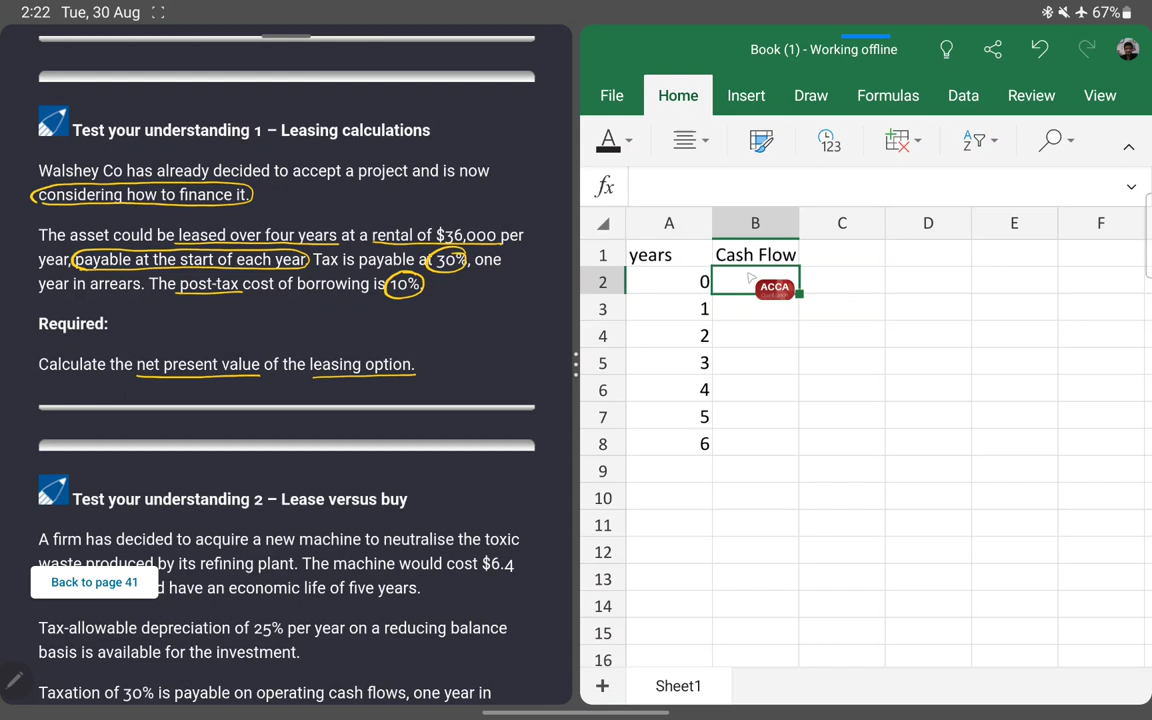 2:22 Tue, 30 Aug
67%
Test your understanding 1 – Leasing calculations
Walshey Co has already decided to accept a project and is now
considering how to finance it.
The asset could be leased over four years at a rental of $36,000 per
year, payable at the start of each year. Tax is payable at 30%, one
year in arrears. The post-tax cost of borrowing is 10%.
Required:
Calculate the net present value of the leasing option.
Test your understanding 2 – Lease versus buy
A firm has decided to acquire a new machine to neutralise the toxic
waste produced by its refining plant. The machine would cost $6.4
d have an economic life of five years.
Back to page 41
Tax-allowable depreciation of 25% per year on a reducing balance
basis is available for the investment.
Taxation of 30% is payable on operating cash flows, one year in
Book (1) - Working offline
File Home Insert Draw Formulas Data Review View
A 123 A Z
fx
A B C D E F
1 years Cash Flow
2 0
ACCA
3 1
4 2
5 3
6 4
7 5
8 6
9
10
11
12
13
14
15
16
+ Sheet1